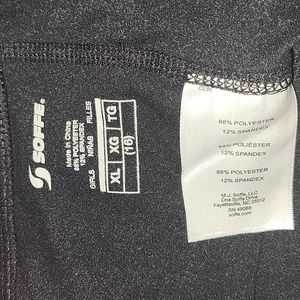 SOFFE.
Made in China
88% POLYESTER
12% SPANDEX
GIRLS NIÑAS FILLES
XL XG TG
(16)
88% POLYESTER
12% SPANDEX
64% POLIÉSTER
12% SPANDEX
88% POLYESTER
12% SPANDEX
M.J. Soffe, LLC
One Soffe Drive
Fayetteville, NC 28312
RN 49068
soffe.com